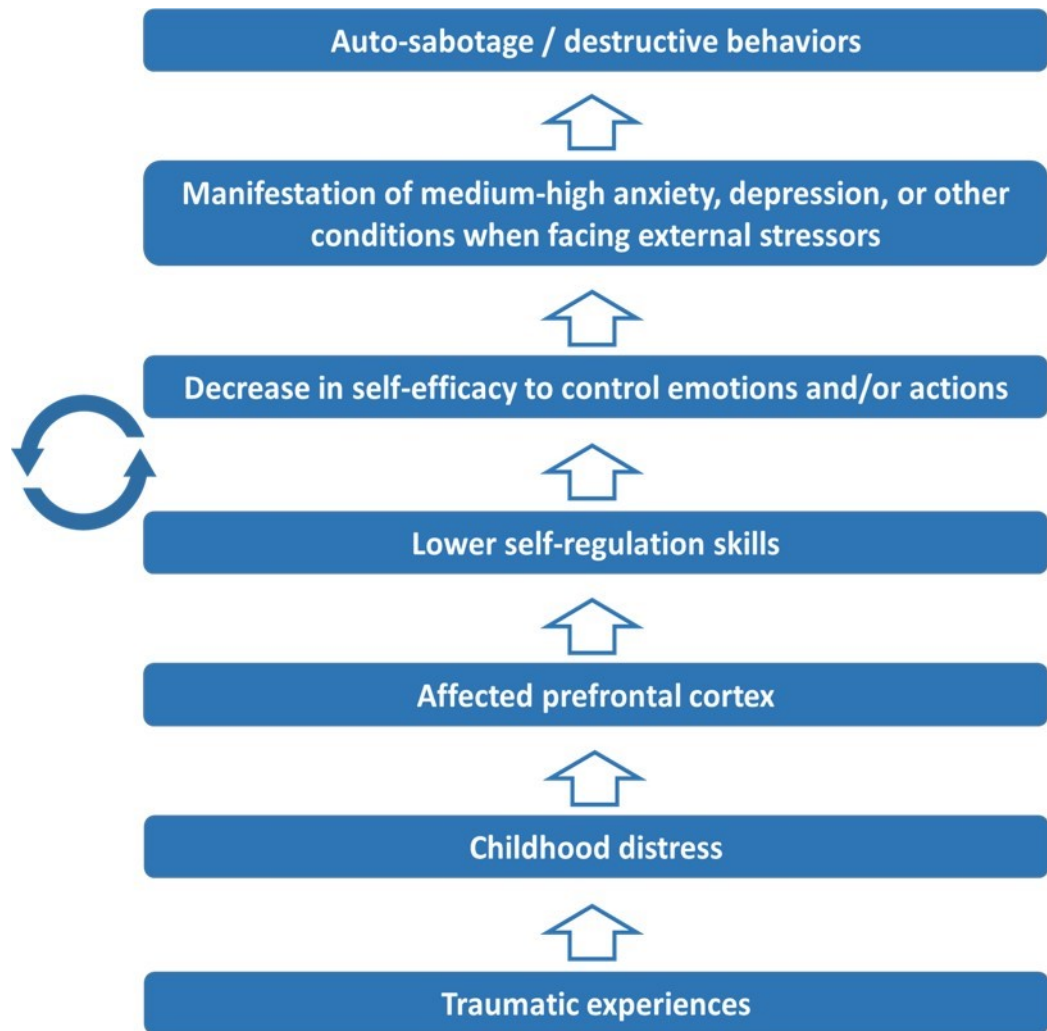 Auto-sabotage / destructive behaviors
Manifestation of medium-high anxiety, depression, or other
conditions when facing external stressors
Decrease in self-efficacy to control emotions and/or actions
Lower self-regulation skills
Affected prefrontal cortex
Childhood distress
Traumatic experiences